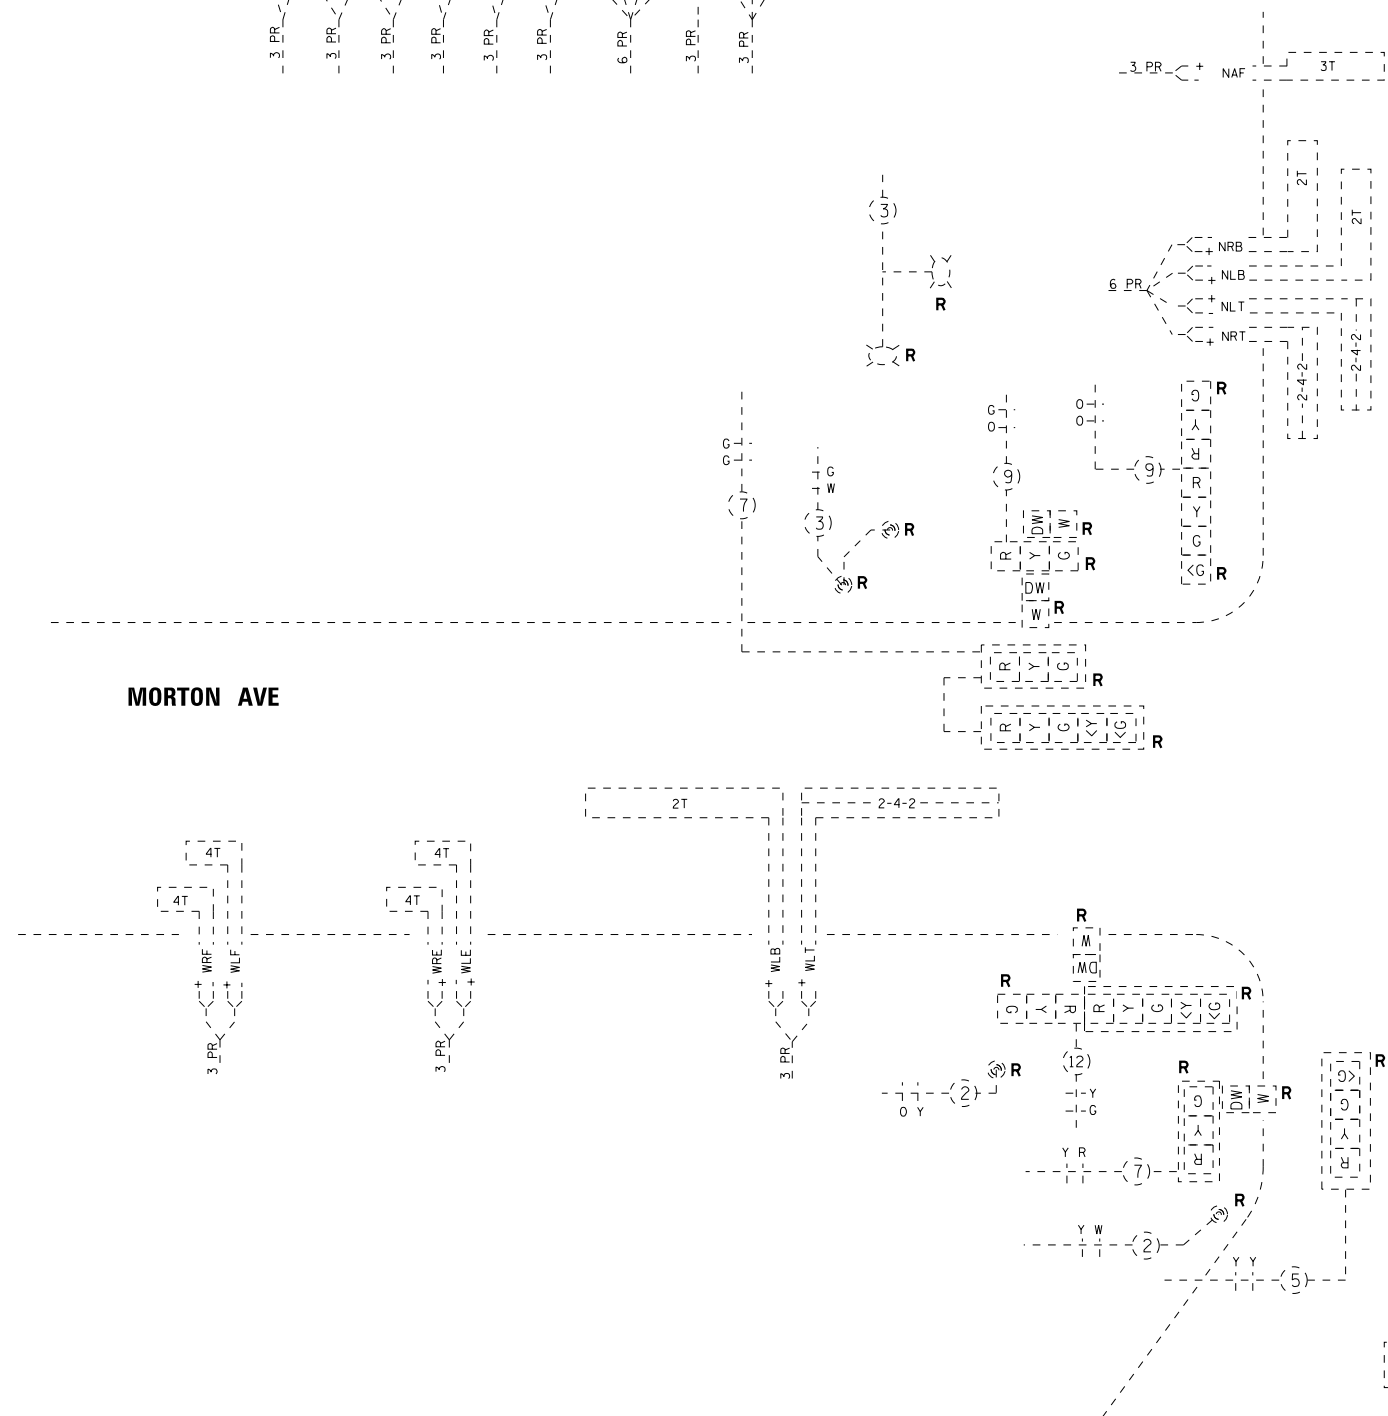 3 PR
3 PR
3 PR
3 PR
3 PR
3 PR
6 PR
3 PR
3 PR
3 PR
+ NAF
3T
2T
2T
3
R
+ NRB
+ NLB
6 PR
+ NLT
+ NRT
2-4-2
2-4-2
R
G
O
O
O
G Y R R Y G <G
R
R
G
G
G
W
9
9
7
3
R
R
DW W
R
R Y G
R
DW
W
R
R Y G
R
MORTON AVE
R Y G <Y <G
R
2T
2-4-2
4T
4T
4T
4T
R
W
DW
+ WRF
+ WLF
+ WRE
+ WLE
+ WLB
+ WLT
R
G Y R R Y G <Y <G
R
3 PR
3 PR
3 PR
12
R
2
O Y
Y
G
R
G Y R
DW W
R
R
<G G Y R
Y R
7
R
Y W
2
Y Y
5